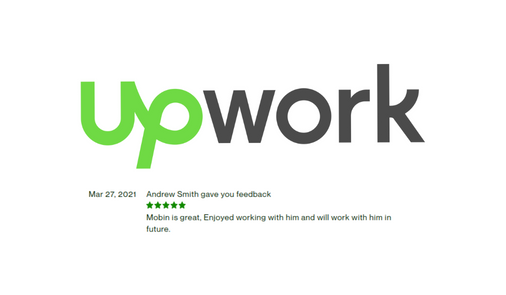 upwork
Mar 27, 2021 Andrew Smith gave you feedback
Mobin is great, Enjoyed working with him and will work with him in
future.